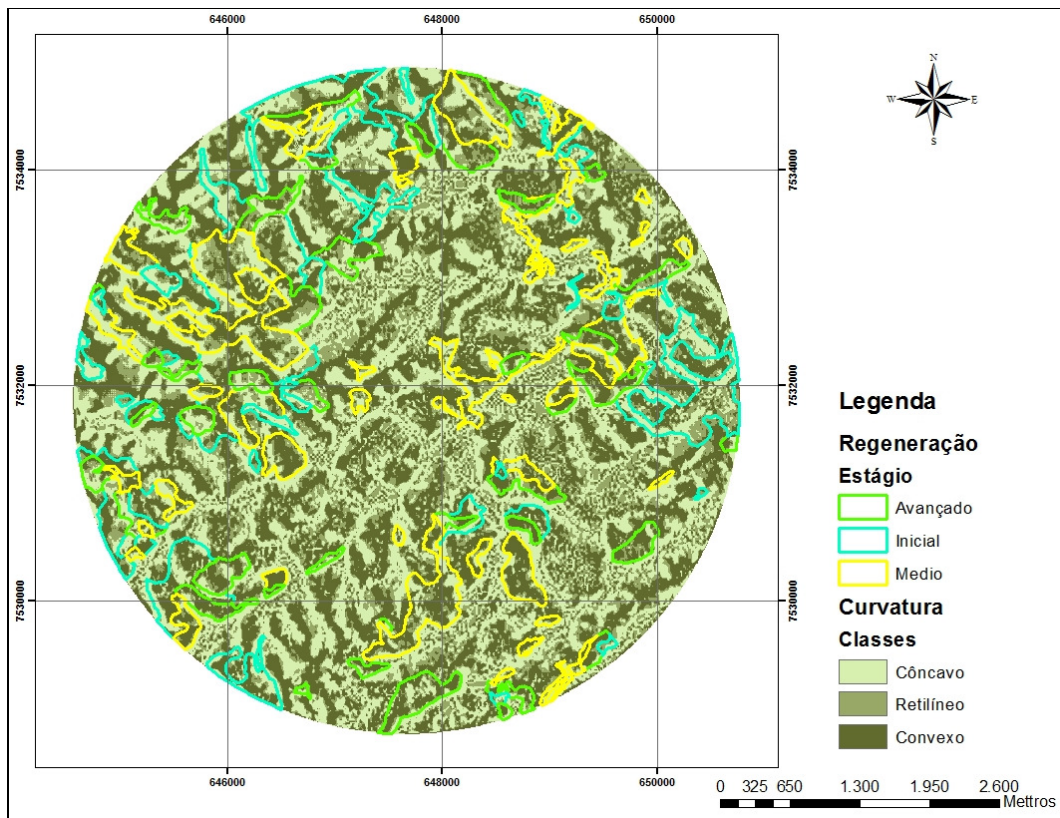 646000 648000 650000
N
W E
S
7534000 7534000
7532000 7532000
Legenda
Regeneração
Estágio
Avançado
Inicial
Medio
Curvatura
Classes
Côncavo
Retilíneo
Convexo
7530000 7530000
646000 648000 650000
0 325 650 1.300 1.950 2.600
Mettros